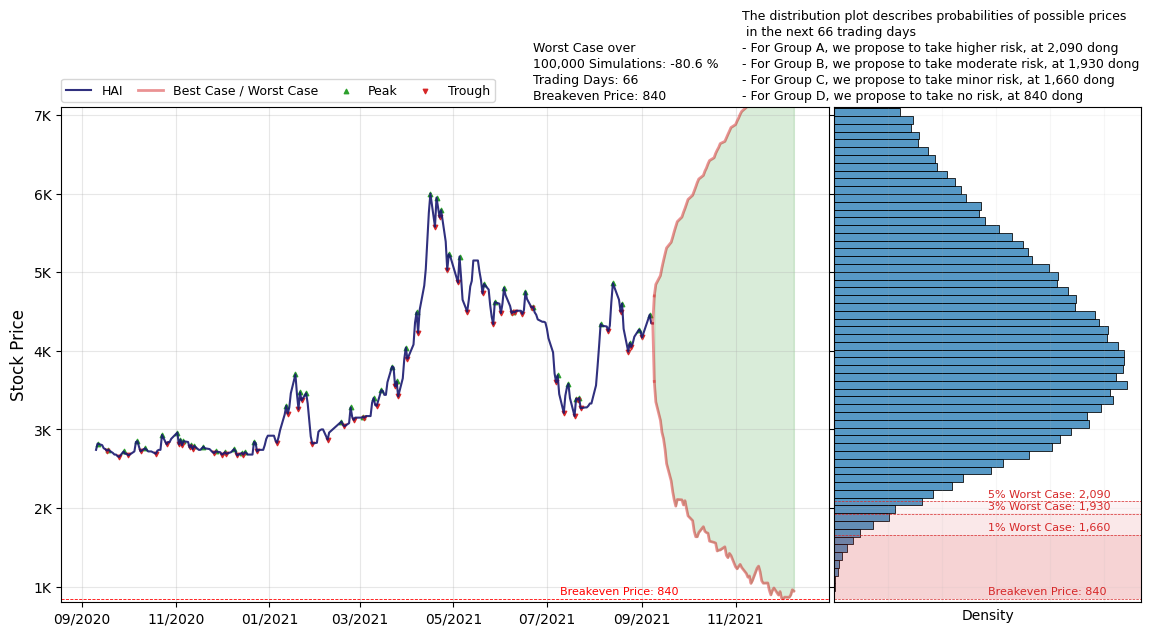 The distribution plot describes probabilities of possible prices
in the next 66 trading days
- For Group A, we propose to take higher risk, at 2,090 dong
- For Group B, we propose to take moderate risk, at 1,930 dong
- For Group C, we propose to take minor risk, at 1,660 dong
- For Group D, we propose to take no risk, at 840 dong
Worst Case over
100,000 Simulations: -80.6 %
Trading Days: 66
Breakeven Price: 840
HAI
Best Case / Worst Case
Peak
Trough
Stock Price
7K
6K
5K
4K
3K
2K
1K
09/2020
11/2020
01/2021
03/2021
05/2021
07/2021
09/2021
11/2021
Breakeven Price: 840
5% Worst Case: 2,090
3% Worst Case: 1,930
1% Worst Case: 1,660
Breakeven Price: 840
Density